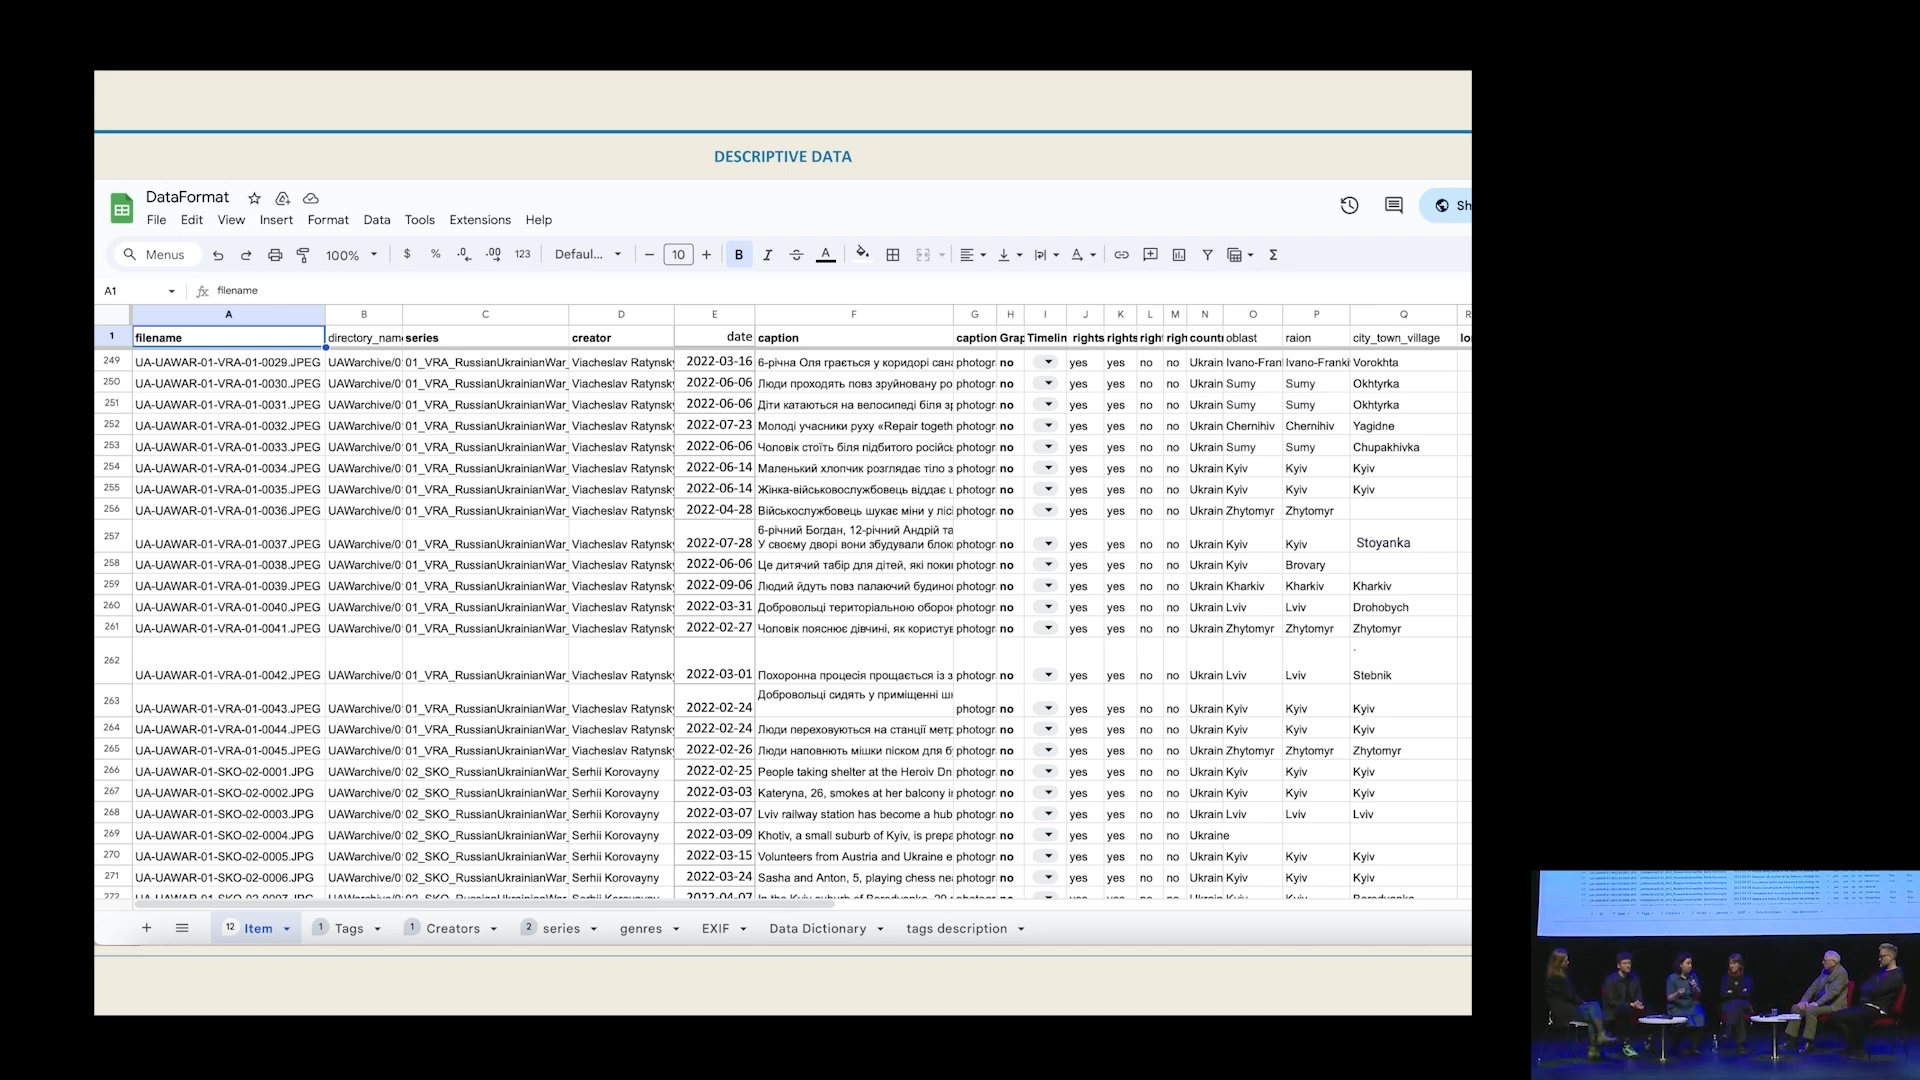 DESCRIPTIVE DATA
DataFormat
File Edit View Insert Format Data Tools Extensions Help
Sh
Menus 100% $ % .0 .00 123 Defaul... − 10 + B I A Σ
A1 fx filename
A B C D E F G H I J K L M N O P Q R
1 filename directory_nam series creator date caption caption Grap Timelin rights rights right righ countr oblast raion city_town_village lo
249 UA-UAWAR-01-VRA-01-0029.JPEG UAWarchive/0 01_VRA_RussianUkrainianWar_ Viacheslav Ratynsk 2022-03-16 6-річна Оля грається у коридорі сана photogr no yes yes no no Ukrain Ivano-Fran Ivano-Franki Vorokhta
250 UA-UAWAR-01-VRA-01-0030.JPEG UAWarchive/0 01_VRA_RussianUkrainianWar_ Viacheslav Ratynsk 2022-06-06 Люди проходять повз зруйновану ро photogr no yes yes no no Ukrain Sumy Sumy Okhtyrka
251 UA-UAWAR-01-VRA-01-0031.JPEG UAWarchive/0 01_VRA_RussianUkrainianWar_ Viacheslav Ratynsk 2022-06-06 Діти катаються на велосипеді біля зр photogr no yes yes no no Ukrain Sumy Sumy Okhtyrka
252 UA-UAWAR-01-VRA-01-0032.JPEG UAWarchive/0 01_VRA_RussianUkrainianWar_ Viacheslav Ratynsk 2022-07-23 Молоді учасники руху «Repair togeth photogr no yes yes no no Ukrain Chernihiv Chernihiv Yagidne
253 UA-UAWAR-01-VRA-01-0033.JPEG UAWarchive/0 01_VRA_RussianUkrainianWar_ Viacheslav Ratynsk 2022-06-06 Чоловік стоїть біля підбитого російсь photogr no yes yes no no Ukrain Sumy Sumy Chupakhivka
254 UA-UAWAR-01-VRA-01-0034.JPEG UAWarchive/0 01_VRA_RussianUkrainianWar_ Viacheslav Ratynsk 2022-06-14 Маленький хлопчик розглядає тіло з photogr no yes yes no no Ukrain Kyiv Kyiv Kyiv
255 UA-UAWAR-01-VRA-01-0035.JPEG UAWarchive/0 01_VRA_RussianUkrainianWar_ Viacheslav Ratynsk 2022-06-14 Жінка-військовослужбовець віддає photogr no yes yes no no Ukrain Kyiv Kyiv Kyiv
256 UA-UAWAR-01-VRA-01-0036.JPEG UAWarchive/0 01_VRA_RussianUkrainianWar_ Viacheslav Ratynsk 2022-04-28 Військослужбовець шукає міни у лісі photogr no yes yes no no Ukrain Zhytomyr Zhytomyr
6-річний Богдан, 12-річний Андрій та
257 UA-UAWAR-01-VRA-01-0037.JPEG UAWarchive/0 01_VRA_RussianUkrainianWar_ Viacheslav Ratynsk 2022-07-28 У своєму дворі вони збудували блок photogr no yes yes no no Ukrain Kyiv Kyiv Stoyanka
258 UA-UAWAR-01-VRA-01-0038.JPEG UAWarchive/0 01_VRA_RussianUkrainianWar_ Viacheslav Ratynsk 2022-06-06 Це дитячий табір для дітей, які поки photogr no yes yes no no Ukrain Kyiv Brovary
259 UA-UAWAR-01-VRA-01-0039.JPEG UAWarchive/0 01_VRA_RussianUkrainianWar_ Viacheslav Ratynsk 2022-09-06 Людий йдуть повз палаючий будино photogr no yes yes no no Ukrain Kharkiv Kharkiv Kharkiv
260 UA-UAWAR-01-VRA-01-0040.JPEG UAWarchive/0 01_VRA_RussianUkrainianWar_ Viacheslav Ratynsk 2022-03-31 Добровольці територіальною оборон photogr no yes yes no no Ukrain Lviv Lviv Drohobych
261 UA-UAWAR-01-VRA-01-0041.JPEG UAWarchive/0 01_VRA_RussianUkrainianWar_ Viacheslav Ratynsk 2022-02-27 Чоловік пояснює дівчині, як користув photogr no yes yes no no Ukrain Zhytomyr Zhytomyr Zhytomyr
262 UA-UAWAR-01-VRA-01-0042.JPEG UAWarchive/0 01_VRA_RussianUkrainianWar_ Viacheslav Ratynsk 2022-03-01 Похоронна процесія прощається із з photogr no yes yes no no Ukrain Lviv Lviv Stebnik
263 UA-UAWAR-01-VRA-01-0043.JPEG UAWarchive/0 01_VRA_RussianUkrainianWar_ Viacheslav Ratynsk 2022-02-24 Добровольці сидять у приміщенні шк photogr no yes yes no no Ukrain Kyiv Kyiv Kyiv
264 UA-UAWAR-01-VRA-01-0044.JPEG UAWarchive/0 01_VRA_RussianUkrainianWar_ Viacheslav Ratynsk 2022-02-24 Люди переховуються на станції метр photogr no yes yes no no Ukrain Kyiv Kyiv Kyiv
265 UA-UAWAR-01-VRA-01-0045.JPEG UAWarchive/0 01_VRA_RussianUkrainianWar_ Viacheslav Ratynsk 2022-02-26 Люди наповнють мішки піском для б photogr no yes yes no no Ukrain Zhytomyr Zhytomyr Zhytomyr
266 UA-UAWAR-01-SKO-02-0001.JPG UAWarchive/0 02_SKO_RussianUkrainianWar_ Serhii Korovayny 2022-02-25 People taking shelter at the Heroiv Dn photogr no yes yes no no Ukrain Kyiv Kyiv Kyiv
267 UA-UAWAR-01-SKO-02-0002.JPG UAWarchive/0 02_SKO_RussianUkrainianWar_ Serhii Korovayny 2022-03-03 Kateryna, 26, smokes at her balcony i photogr no yes yes no no Ukrain Kyiv Kyiv Kyiv
268 UA-UAWAR-01-SKO-02-0003.JPG UAWarchive/0 02_SKO_RussianUkrainianWar_ Serhii Korovayny 2022-03-07 Lviv railway station has become a hub photogr no yes yes no no Ukrain Lviv Lviv Lviv
269 UA-UAWAR-01-SKO-02-0004.JPG UAWarchive/0 02_SKO_RussianUkrainianWar_ Serhii Korovayny 2022-03-09 Khotiv, a small suburb of Kyiv, is prepa photogr no yes yes no no Ukraine
270 UA-UAWAR-01-SKO-02-0005.JPG UAWarchive/0 02_SKO_RussianUkrainianWar_ Serhii Korovayny 2022-03-15 Volunteers from Austria and Ukraine e photogr no yes yes no no Ukrain Kyiv Kyiv Kyiv
271 UA-UAWAR-01-SKO-02-0006.JPG UAWarchive/0 02_SKO_RussianUkrainianWar_ Serhii Korovayny 2022-03-24 Sasha and Anton, 5, playing chess nea photogr no yes yes no no Ukrain Kyiv Kyiv Kyiv
+ 12 Item 1 Tags 1 Creators 2 series genres EXIF Data Dictionary tags description